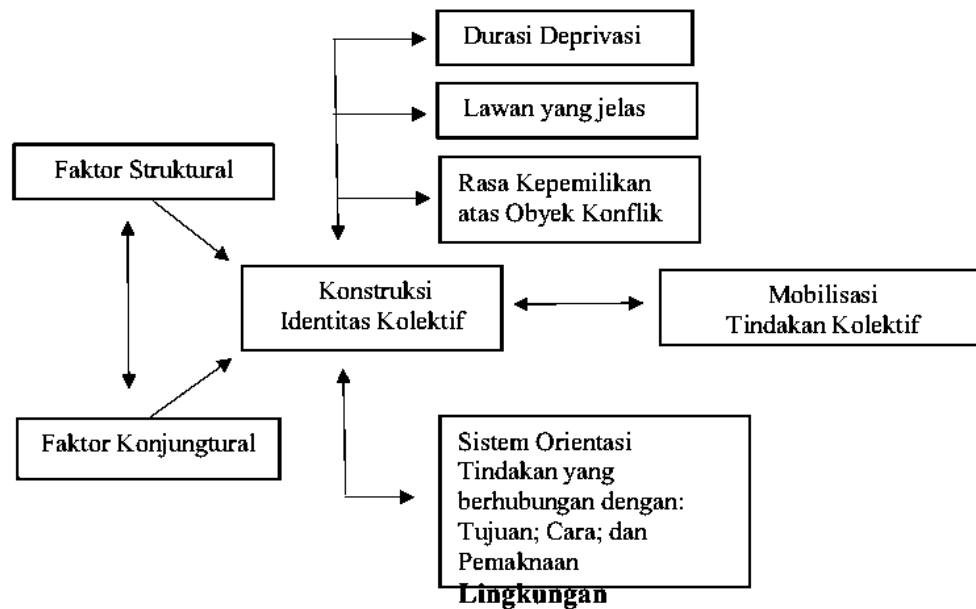 Durasi Deprivasi
Lawan yang jelas
Faktor Struktural
Rasa Kepemilikan
atas Obyek Konflik
Konstruksi
Identitas Kolektif
Mobilisasi
Tindakan Kolektif
Faktor Konjungtural
Sistem Orientasi
Tindakan yang
berhubungan dengan:
Tujuan; Cara; dan
Pemaknaan
Lingkungan